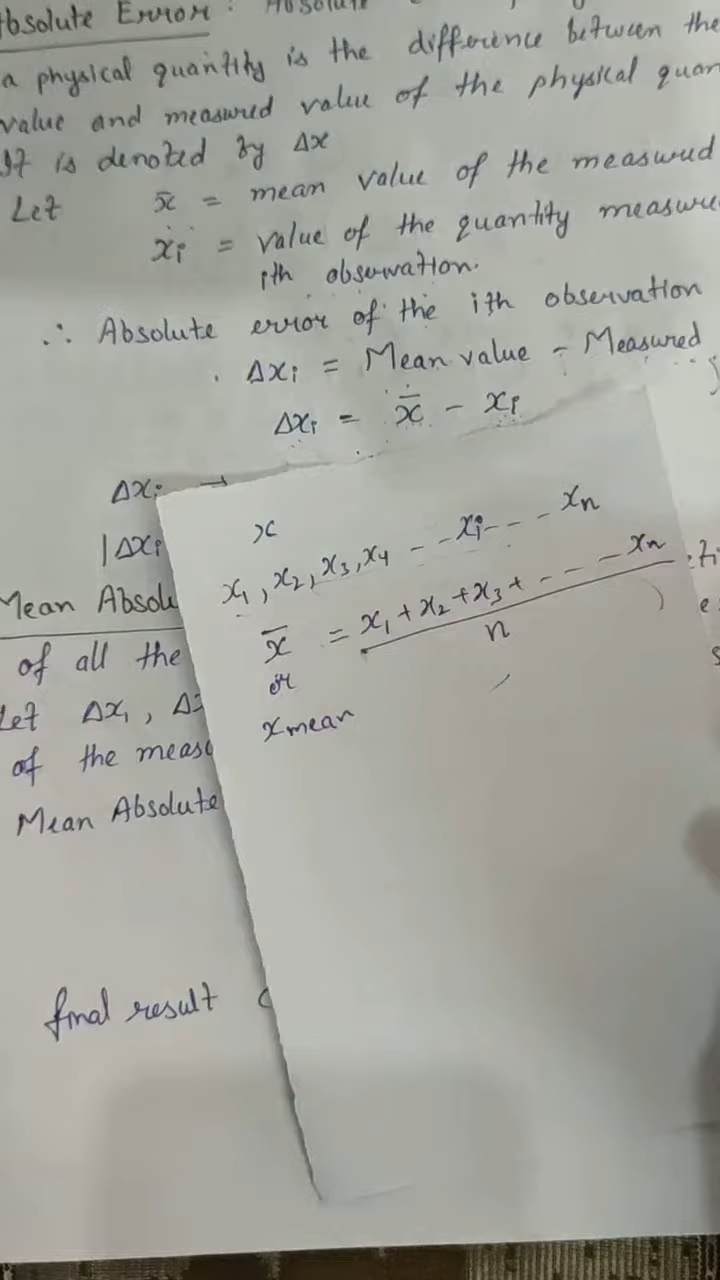 Absolute Error : Absolute
a physical quantity is the difference between the
value and measured value of the physical quan
It is denoted by Δx
Let x̄ = mean value of the measured
xi = value of the quantity measure
ith observation.
∴ Absolute error of the ith observation
Δxi = Mean value - Measured
Δxi = x̄ - xi
Δxi
|Δxi
Mean Absolu
of all the
Let Δx1, Δx
of the meas
Mean Absolute
final result
x
x1, x2, x3, x4 - - xi - - - xn
x̄ = x1 + x2 + x3 + - - - - xn
n
or
xmean